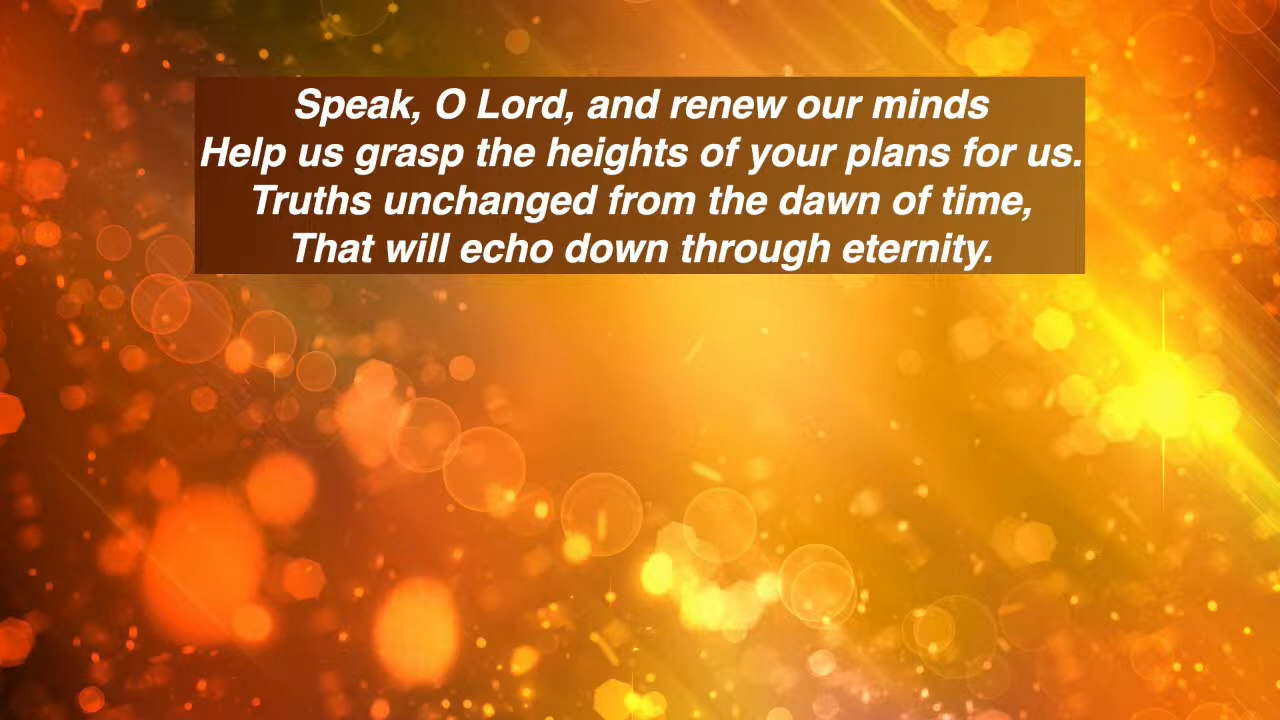 Speak, O Lord, and renew our minds
Help us grasp the heights of your plans for us.
Truths unchanged from the dawn of time,
That will echo down through eternity.